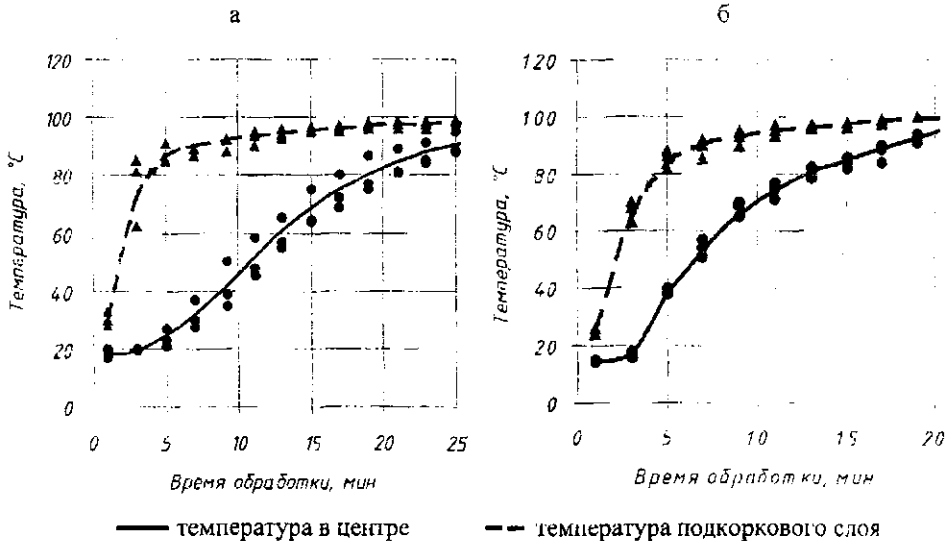 а б
120 120
100 100
80 80
60 60
40 40
20 20
0 0
Температура, °С
Температура, °С
0 5 10 15 20 25
0 5 10 15 20
Время обработки, мин
Время обработки, мин
температура в центре
температура подкоркового слоя